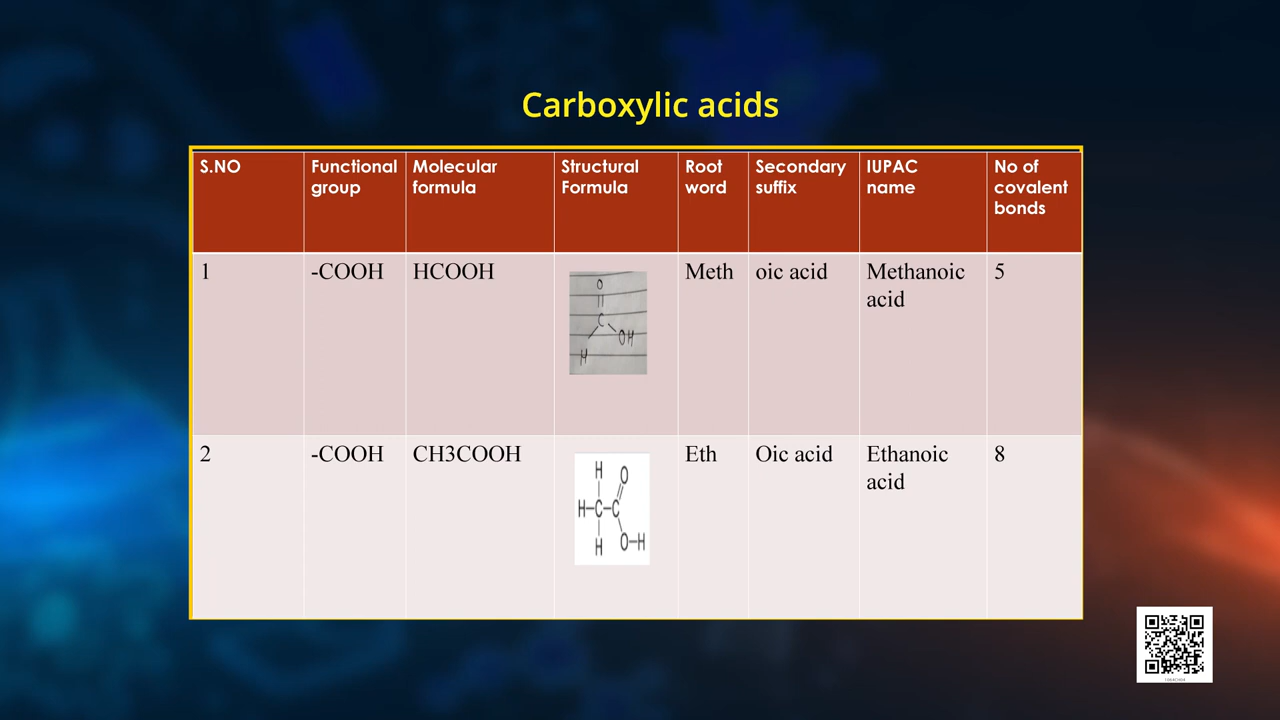 Carboxylic acids
S.NO
Functional
group
Molecular
formula
Structural
Formula
Root
word
Secondary
suffix
IUPAC
name
No of
covalent
bonds
1
-COOH
HCOOH
O
C
OH
H
Meth
oic acid
Methanoic
acid
5
2
-COOH
CH3COOH
H
O
H-C-C
H
O-H
Eth
Oic acid
Ethanoic
acid
8